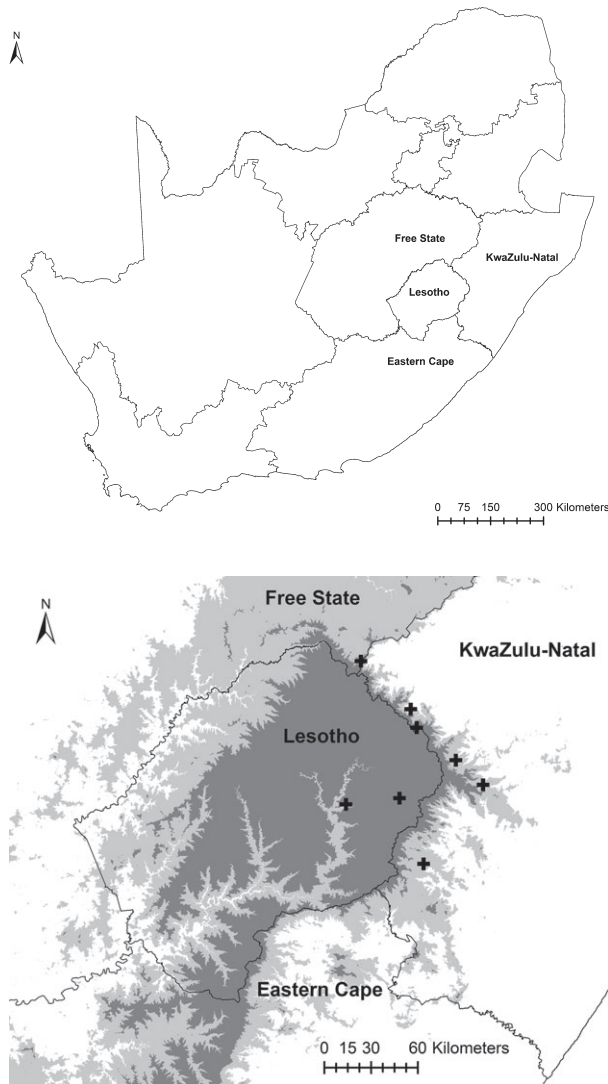 N
Free State
KwaZulu-Natal
Lesotho
Eastern Cape
0 75 150 300 Kilometers
N
Free State
KwaZulu-Natal
Lesotho
Eastern Cape
0 15 30 60 Kilometers